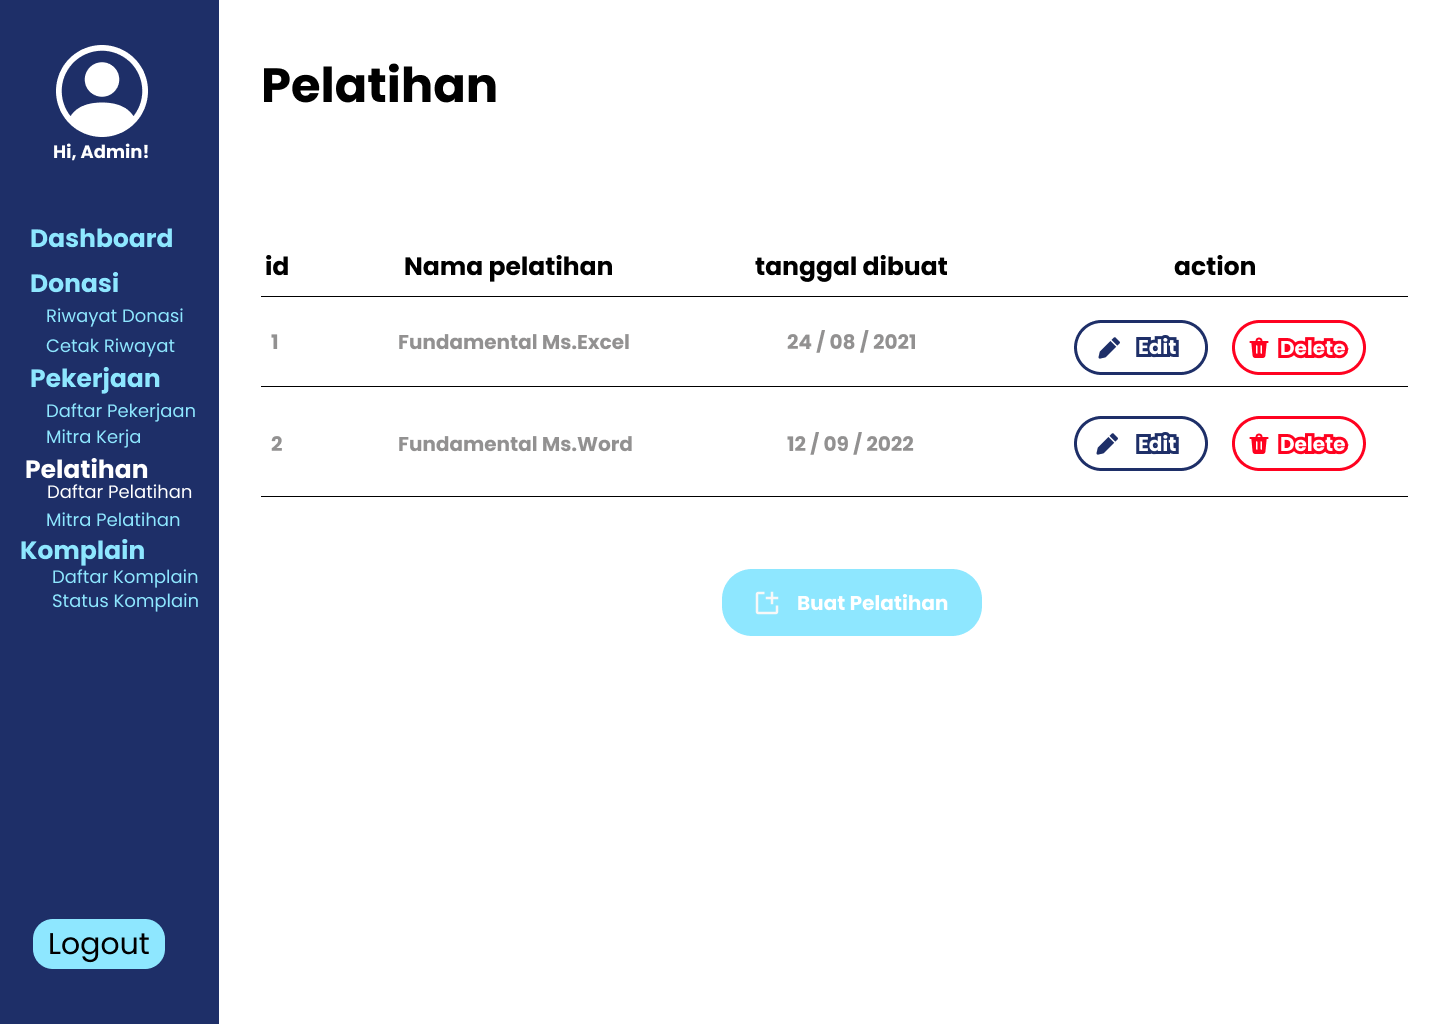 Hi, Admin!
Dashboard
Donasi
Riwayat Donasi
Cetak Riwayat
Pekerjaan
Daftar Pekerjaan
Mitra Kerja
Pelatihan
Daftar Pelatihan
Mitra Pelatihan
Komplain
Daftar Komplain
Status Komplain
Logout
Pelatihan
id Nama pelatihan tanggal dibuat action
1 Fundamental Ms.Excel 24 / 08 / 2021 Edit Delete
2 Fundamental Ms.Word 12 / 09 / 2022 Edit Delete
Buat Pelatihan